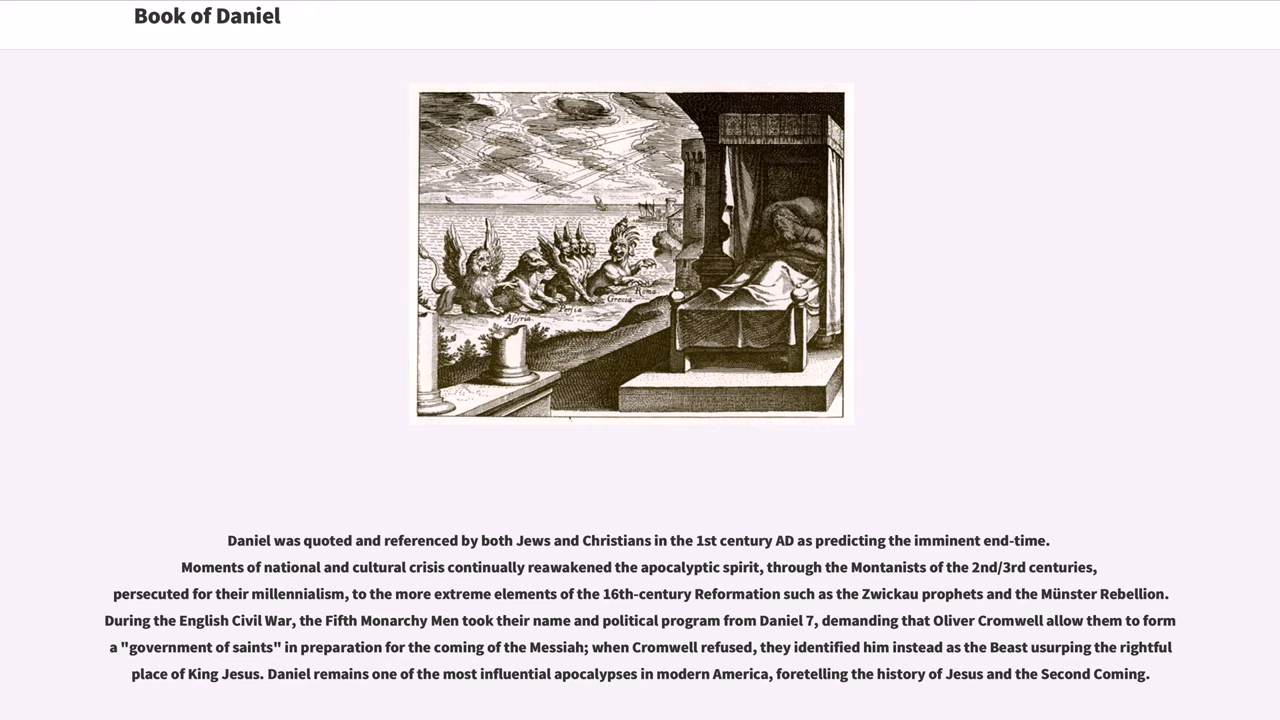 Book of Daniel
Assyria
Persia
Grecia
Roma.
Daniel was quoted and referenced by both Jews and Christians in the 1st century AD as predicting the imminent end-time.
Moments of national and cultural crisis continually reawakened the apocalyptic spirit, through the Montanists of the 2nd/3rd centuries,
persecuted for their millennialism, to the more extreme elements of the 16th-century Reformation such as the Zwickau prophets and the Münster Rebellion.
During the English Civil War, the Fifth Monarchy Men took their name and political program from Daniel 7, demanding that Oliver Cromwell allow them to form
a "government of saints" in preparation for the coming of the Messiah; when Cromwell refused, they identified him instead as the Beast usurping the rightful
place of King Jesus. Daniel remains one of the most influential apocalypses in modern America, foretelling the history of Jesus and the Second Coming.